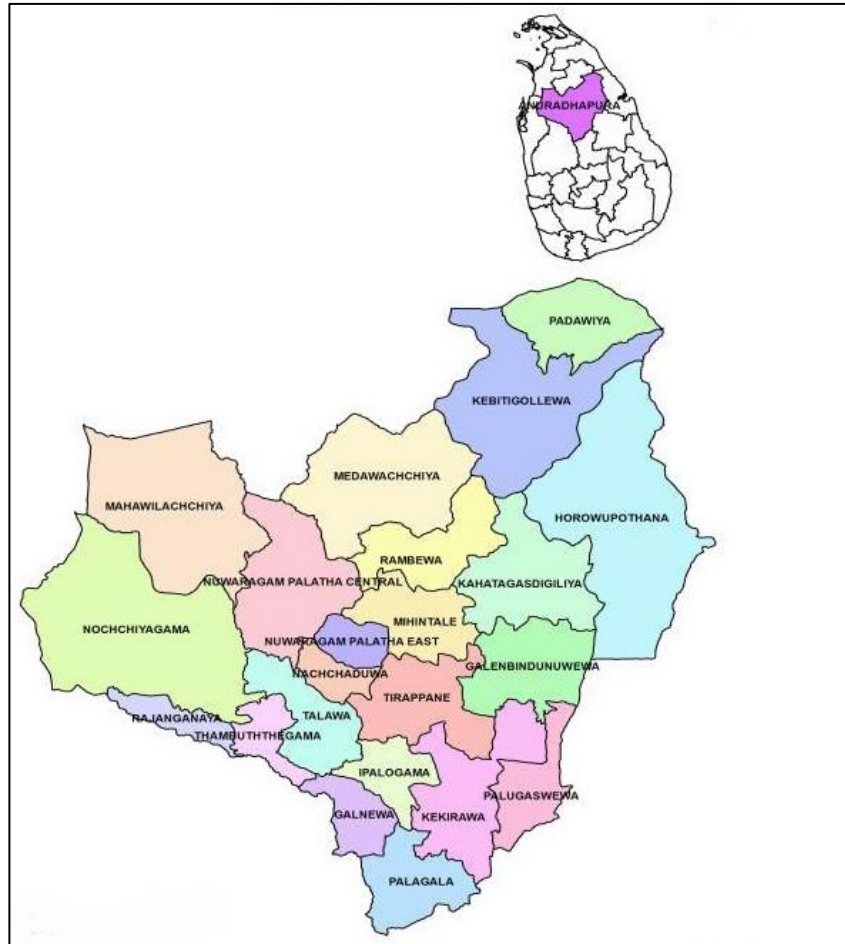 ANURADHAPURA
PADAWIYA
KEBITIGOLLEWA
MEDAWACHCHIYA
MAHAWILACHCHIYA
HOROWUPOTHANA
RAMBEWA
NUWARAGAM PALATHA CENTRAL
KAHATAGASDIGILIYA
MIHINTALE
NOCHCHIYAGAMA
NUWARAGAM PALATHA EAST
GALENBINDUNUWEWA
NACHCHADUWA
TIRAPPANE
RAJANGANAYA
TALAWA
THAMBUTHTHEGAMA
IPALOGAMA
PALUGASWEWA
GALNEWA
KEKIRAWA
PALAGALA